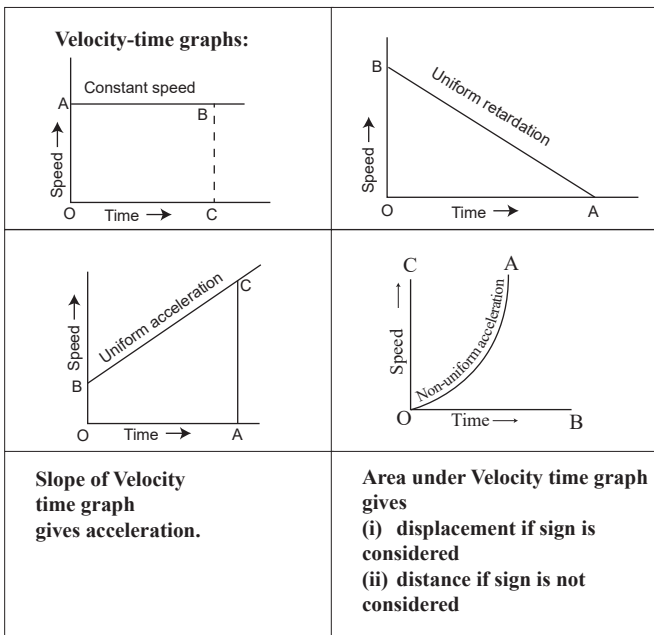 Velocity-time graphs:
Constant speed
A
B
Speed
O
Time
C
B
Uniform retardation
Speed
O
Time
A
Uniform acceleration
C
Speed
B
O
Time
A
C
A
Non-uniform acceleration
Speed
O
Time
B
Slope of Velocity
time graph
gives acceleration.
Area under Velocity time graph
gives
(i) displacement if sign is
considered
(ii) distance if sign is not
considered